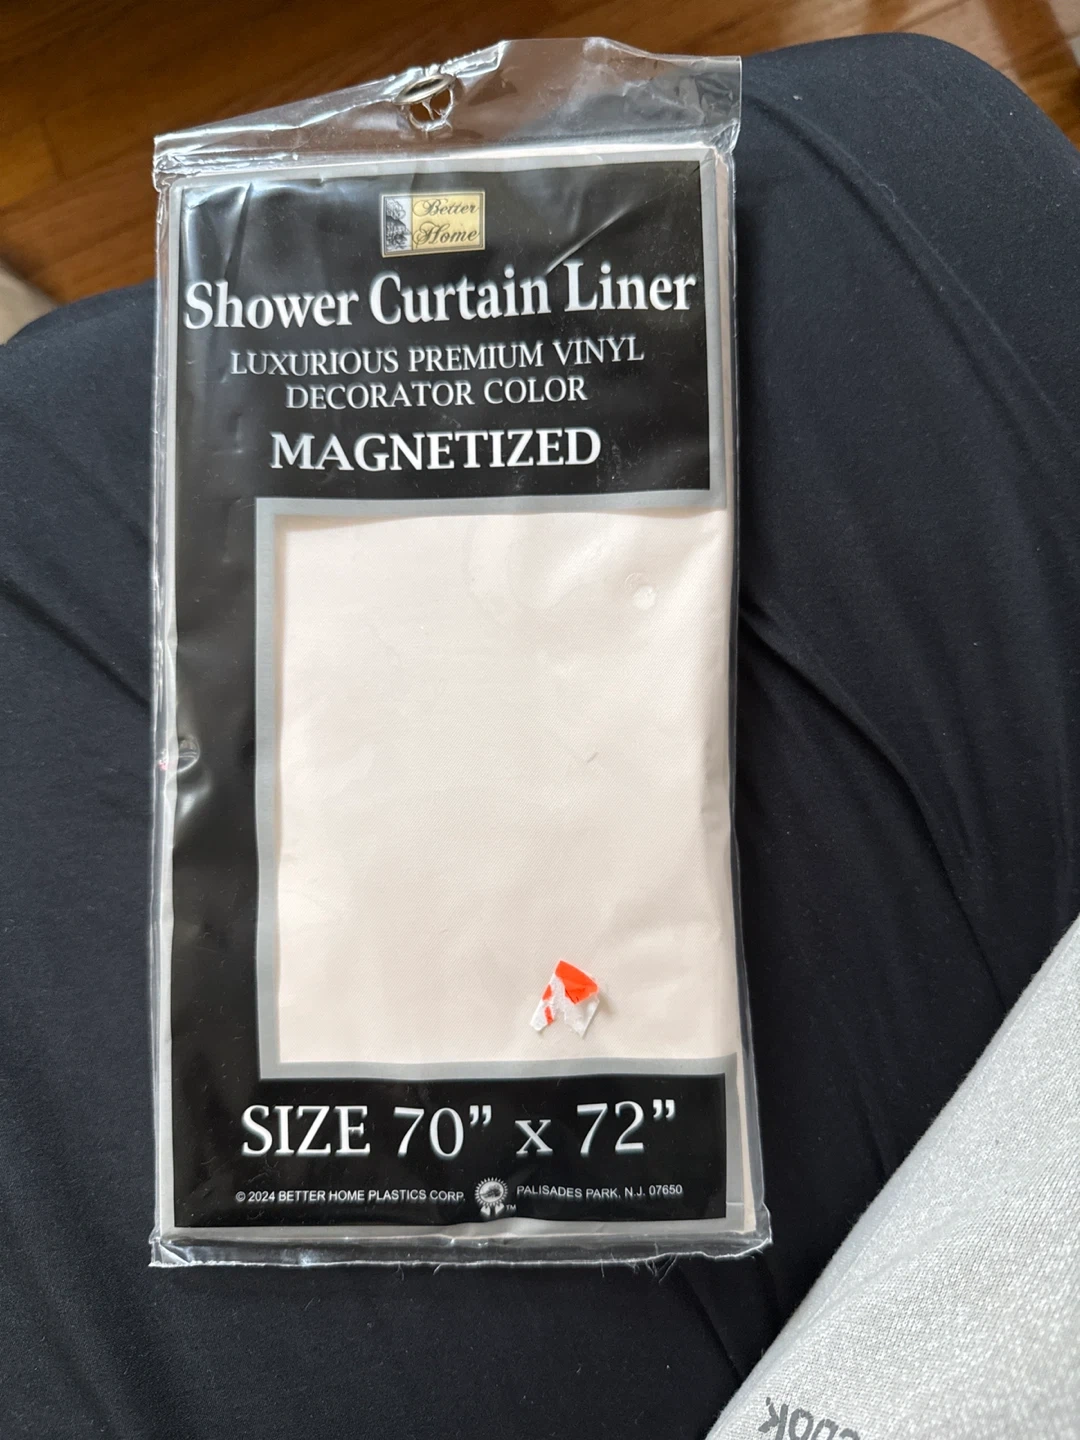 Better
Home
Shower Curtain Liner
LUXURIOUS PREMIUM VINYL
DECORATOR COLOR
MAGNETIZED
SIZE 70" x 72"
© 2024 BETTER HOME PLASTICS CORP. TM PALISADES PARK, N.J. 07650